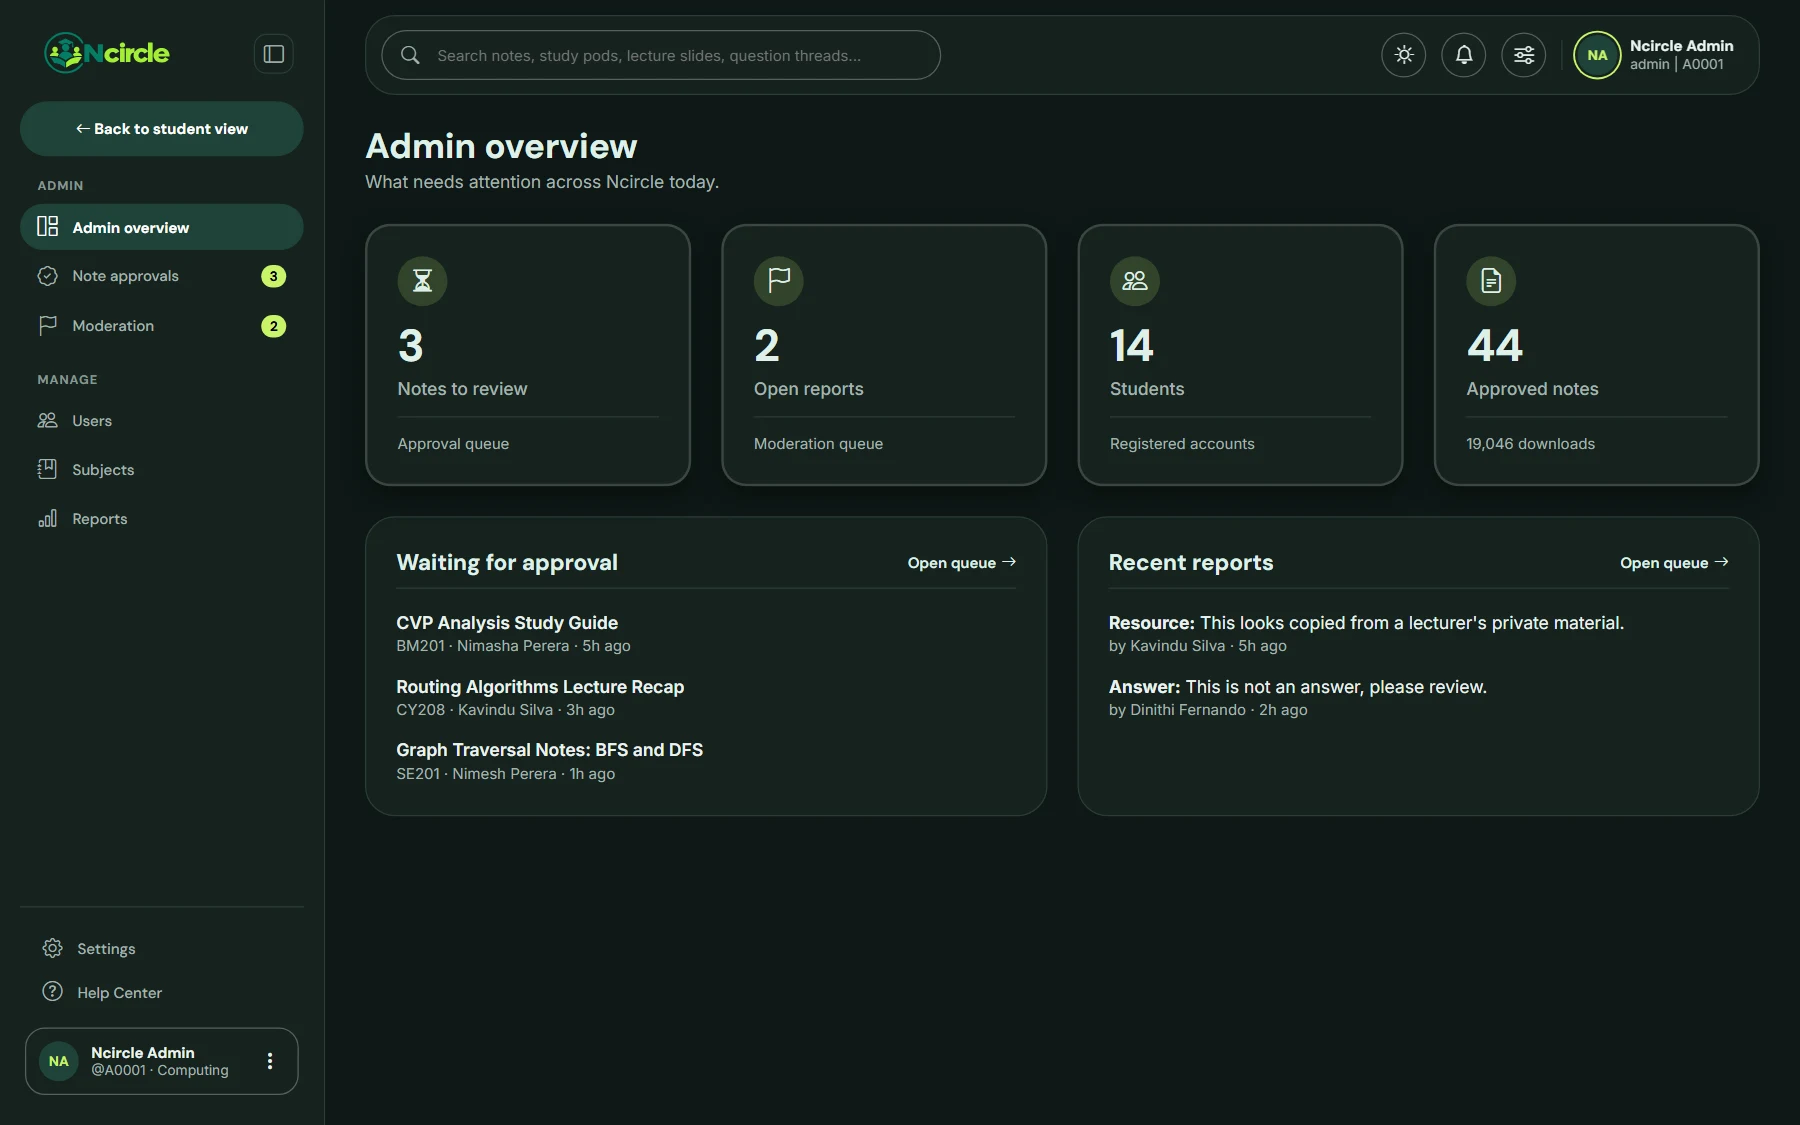 Ncircle
← Back to student view
ADMIN
Admin overview
Note approvals 3
Moderation 2
MANAGE
Users
Subjects
Reports
Settings
Help Center
NA
Ncircle Admin
@A0001 · Computing
Search notes, study pods, lecture slides, question threads...
NA
Ncircle Admin
admin | A0001
Admin overview
What needs attention across Ncircle today.
3
Notes to review
Approval queue
2
Open reports
Moderation queue
14
Students
Registered accounts
44
Approved notes
19,046 downloads
Waiting for approval
Open queue →
CVP Analysis Study Guide
BM201 · Nimasha Perera · 5h ago
Routing Algorithms Lecture Recap
CY208 · Kavindu Silva · 3h ago
Graph Traversal Notes: BFS and DFS
SE201 · Nimesh Perera · 1h ago
Recent reports
Open queue →
Resource: This looks copied from a lecturer's private material.
by Kavindu Silva · 5h ago
Answer: This is not an answer, please review.
by Dinithi Fernando · 2h ago